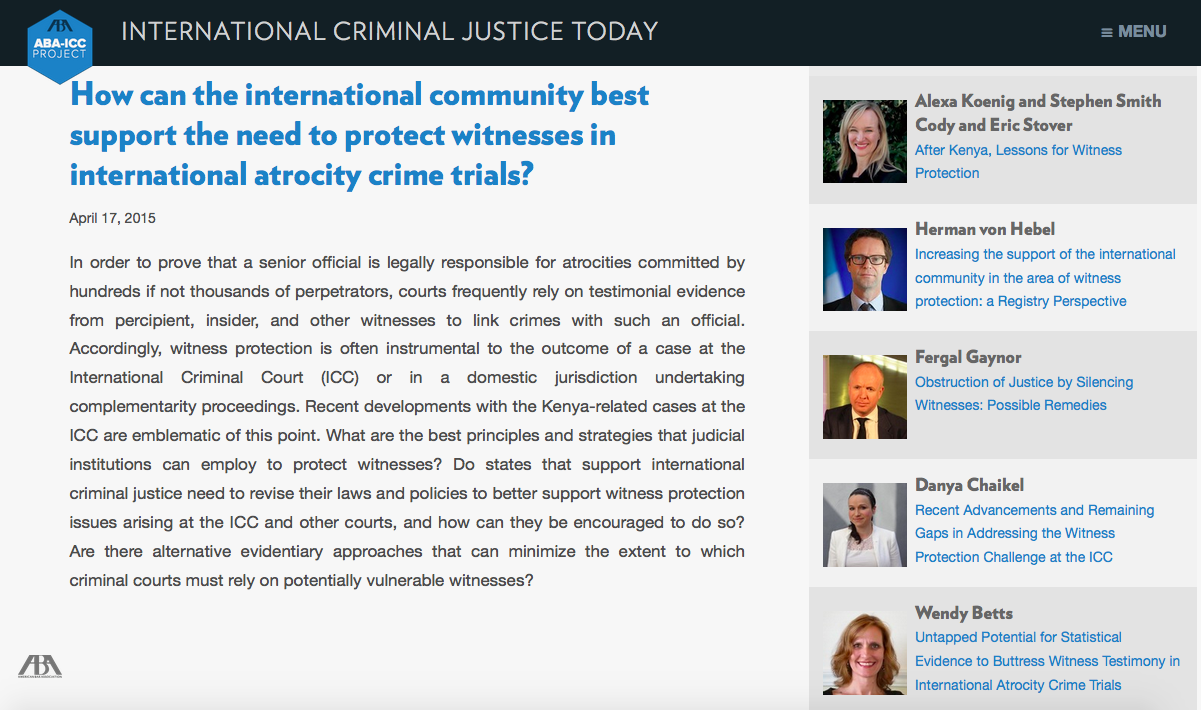 ABA
ABA-ICC
PROJECT
INTERNATIONAL CRIMINAL JUSTICE TODAY
≡ MENU
How can the international community best
support the need to protect witnesses in
international atrocity crime trials?
April 17, 2015
In order to prove that a senior official is legally responsible for atrocities committed by
hundreds if not thousands of perpetrators, courts frequently rely on testimonial evidence
from percipient, insider, and other witnesses to link crimes with such an official.
Accordingly, witness protection is often instrumental to the outcome of a case at the
International Criminal Court (ICC) or in a domestic jurisdiction undertaking
complementarity proceedings. Recent developments with the Kenya-related cases at the
ICC are emblematic of this point. What are the best principles and strategies that judicial
institutions can employ to protect witnesses? Do states that support international
criminal justice need to revise their laws and policies to better support witness protection
issues arising at the ICC and other courts, and how can they be encouraged to do so?
Are there alternative evidentiary approaches that can minimize the extent to which
criminal courts must rely on potentially vulnerable witnesses?
ABA
AMERICAN BAR ASSOCIATION
Alexa Koenig and Stephen Smith
Cody and Eric Stover
After Kenya, Lessons for Witness
Protection
Herman von Hebel
Increasing the support of the international
community in the area of witness
protection: a Registry Perspective
Fergal Gaynor
Obstruction of Justice by Silencing
Witnesses: Possible Remedies
Danya Chaikel
Recent Advancements and Remaining
Gaps in Addressing the Witness
Protection Challenge at the ICC
Wendy Betts
Untapped Potential for Statistical
Evidence to Buttress Witness Testimony in
International Atrocity Crime Trials